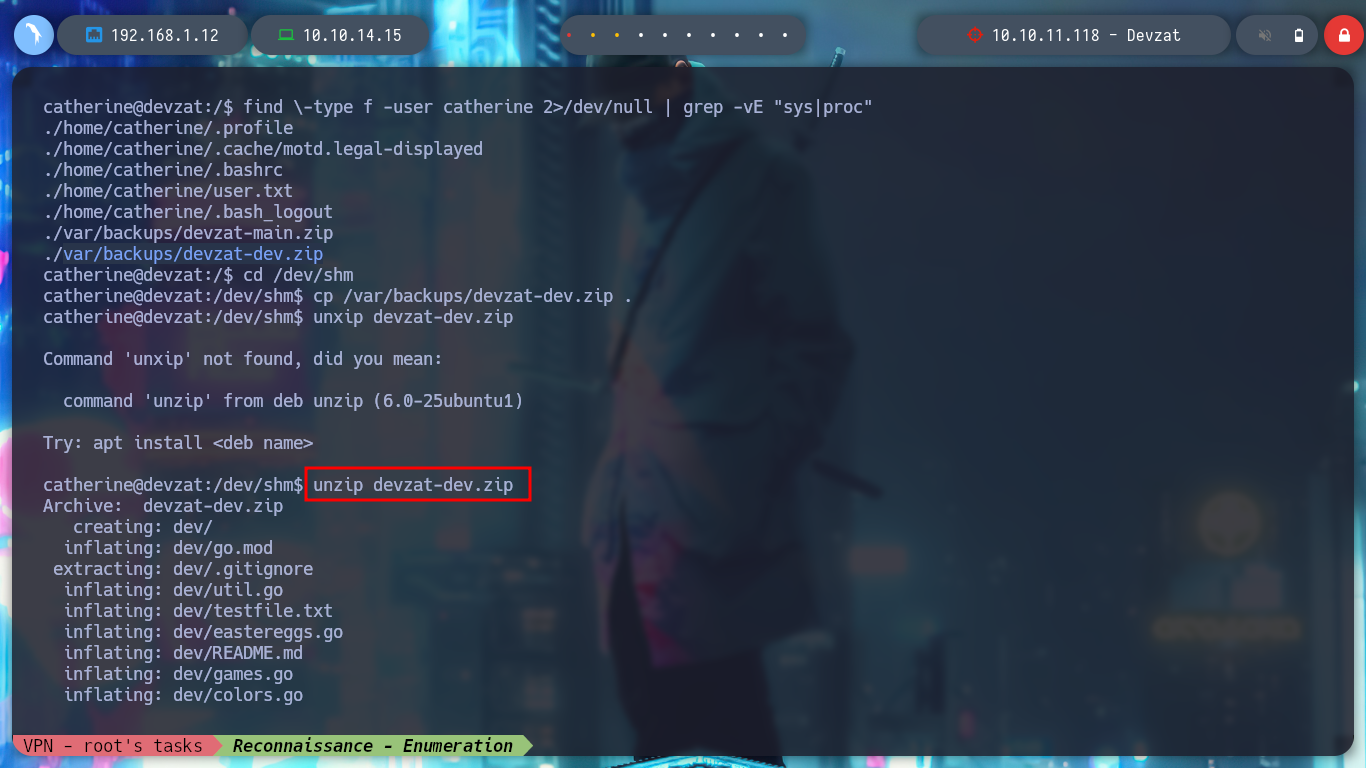 192.168.1.12
10.10.14.15
10.10.11.118 - Devzat
catherine@devzat:/$ find \-type f -user catherine 2>/dev/null | grep -vE "sys|proc"
./home/catherine/.profile
./home/catherine/.cache/motd.legal-displayed
./home/catherine/.bashrc
./home/catherine/user.txt
./home/catherine/.bash_logout
./var/backups/devzat-main.zip
./var/backups/devzat-dev.zip
catherine@devzat:/$ cd /dev/shm
catherine@devzat:/dev/shm$ cp /var/backups/devzat-dev.zip .
catherine@devzat:/dev/shm$ unxip devzat-dev.zip
Command 'unxip' not found, did you mean:
command 'unzip' from deb unzip (6.0-25ubuntu1)
Try: apt install <deb name>
catherine@devzat:/dev/shm$ unzip devzat-dev.zip
Archive:  devzat-dev.zip
creating: dev/
inflating: dev/go.mod
extracting: dev/.gitignore
inflating: dev/util.go
inflating: dev/testfile.txt
inflating: dev/eastereggs.go
inflating: dev/README.md
inflating: dev/games.go
inflating: dev/colors.go
VPN - root's tasks
Reconnaissance - Enumeration